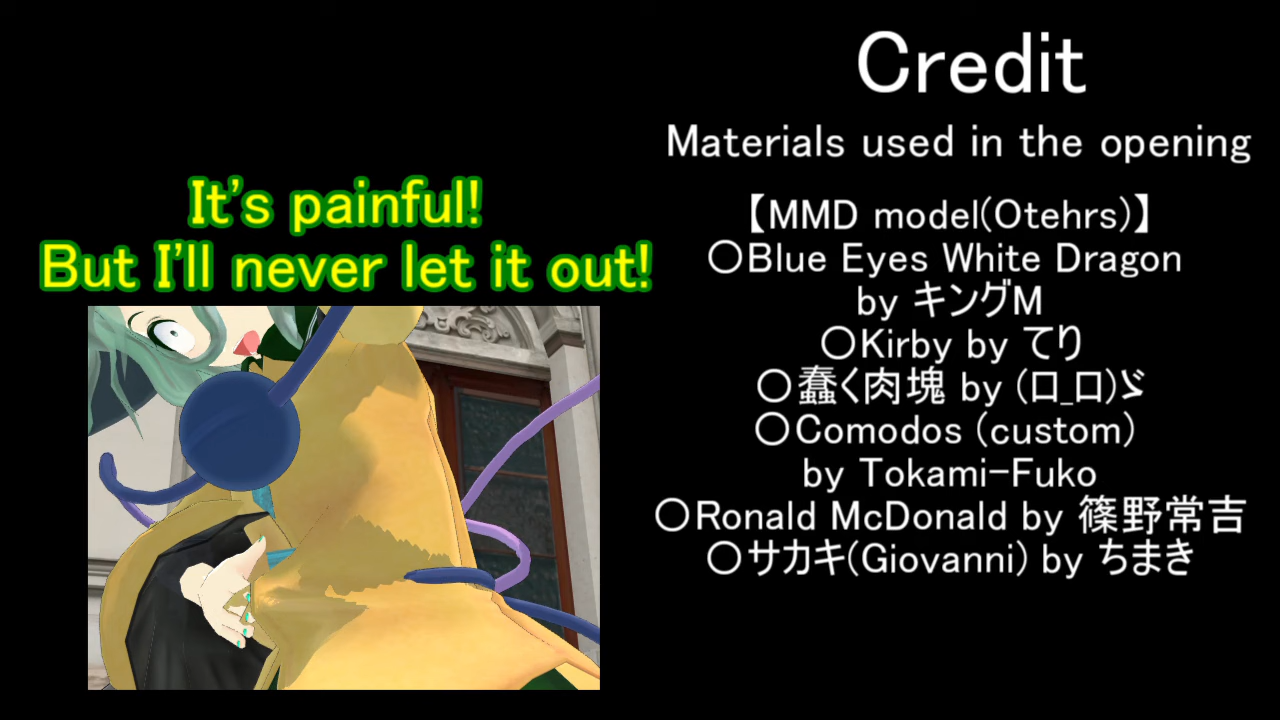 It's painful!
But I'll never let it out!
Credit
Materials used in the opening
【MMD model(Otehrs)】
〇Blue Eyes White Dragon
by キングM
〇Kirby by てり
〇蠢く肉塊 by (ロ_ロ)ゞ
〇Comodos (custom)
by Tokami-Fuko
〇Ronald McDonald by 篠野常吉
〇サカキ(Giovanni) by ちまき